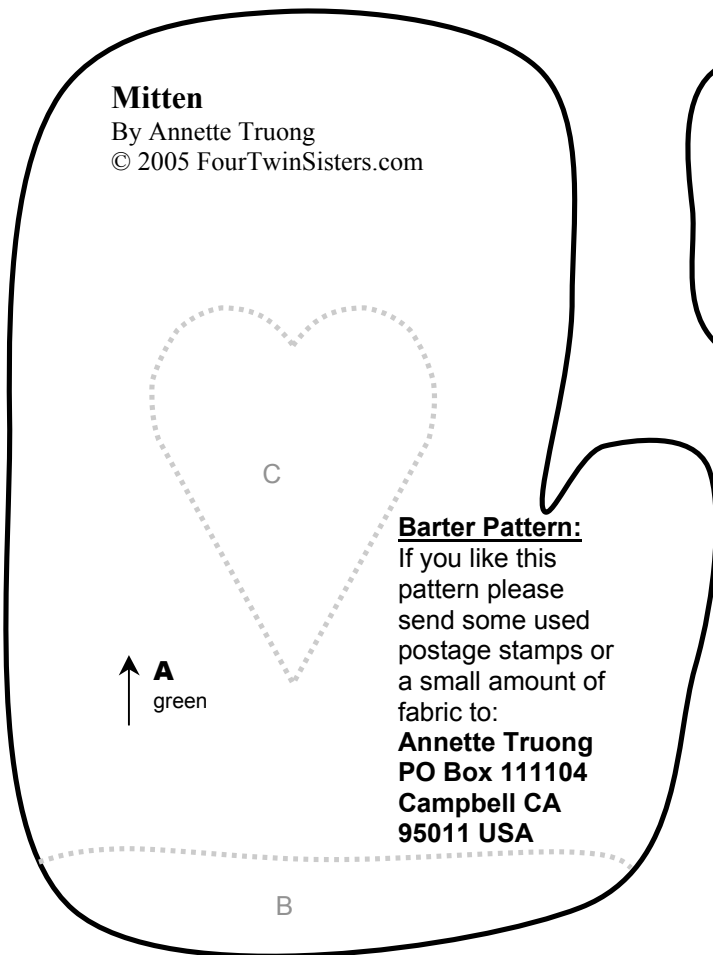 Mitten
By Annette Truong
© 2005 FourTwinSisters.com
C
Barter Pattern:
If you like this
pattern please
send some used
postage stamps or
a small amount of
fabric to:
Annette Truong
PO Box 111104
Campbell CA
95011 USA
A
green
B